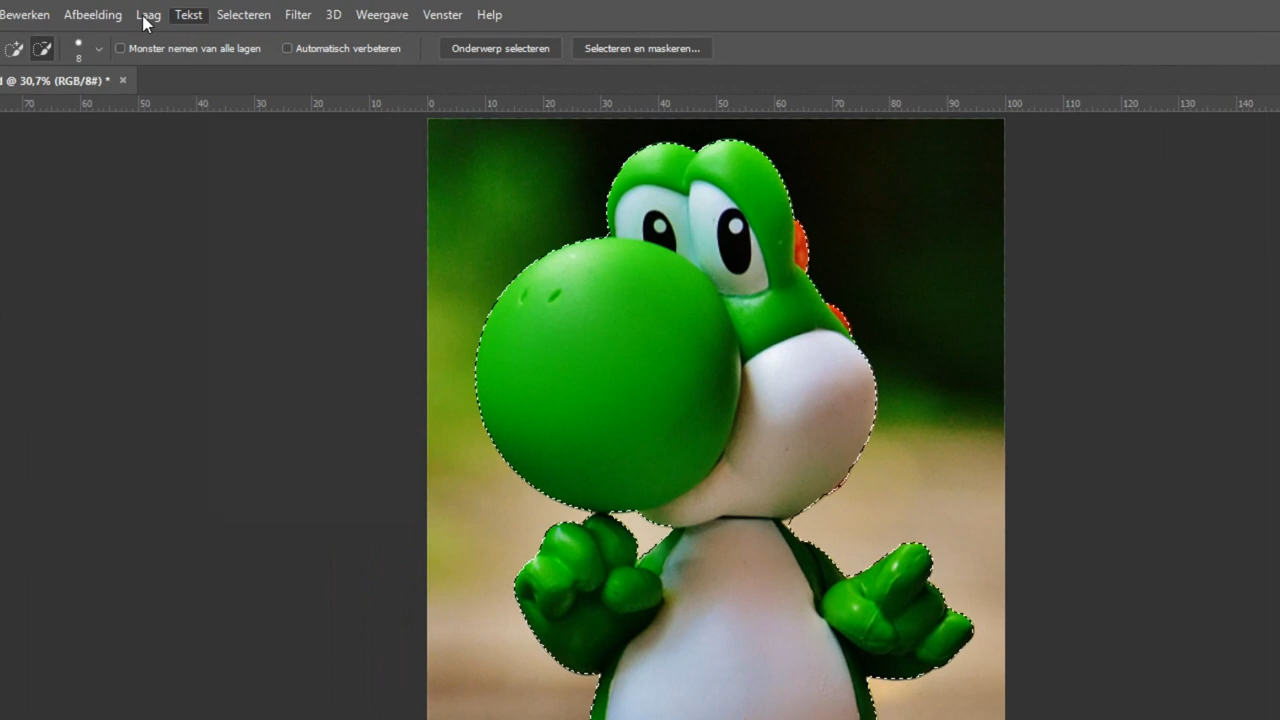 Bewerken Afbeelding Laag Tekst Selecteren Filter 3D Weergave Venster Help
8 Monster nemen van alle lagen Automatisch verbeteren Onderwerp selecteren Selecteren en maskeren...
d @ 30,7% (RGB/8#) * ×
70 60 50 40 30 20 10 0 10 20 30 40 50 60 70 80 90 100 110 120 130 140